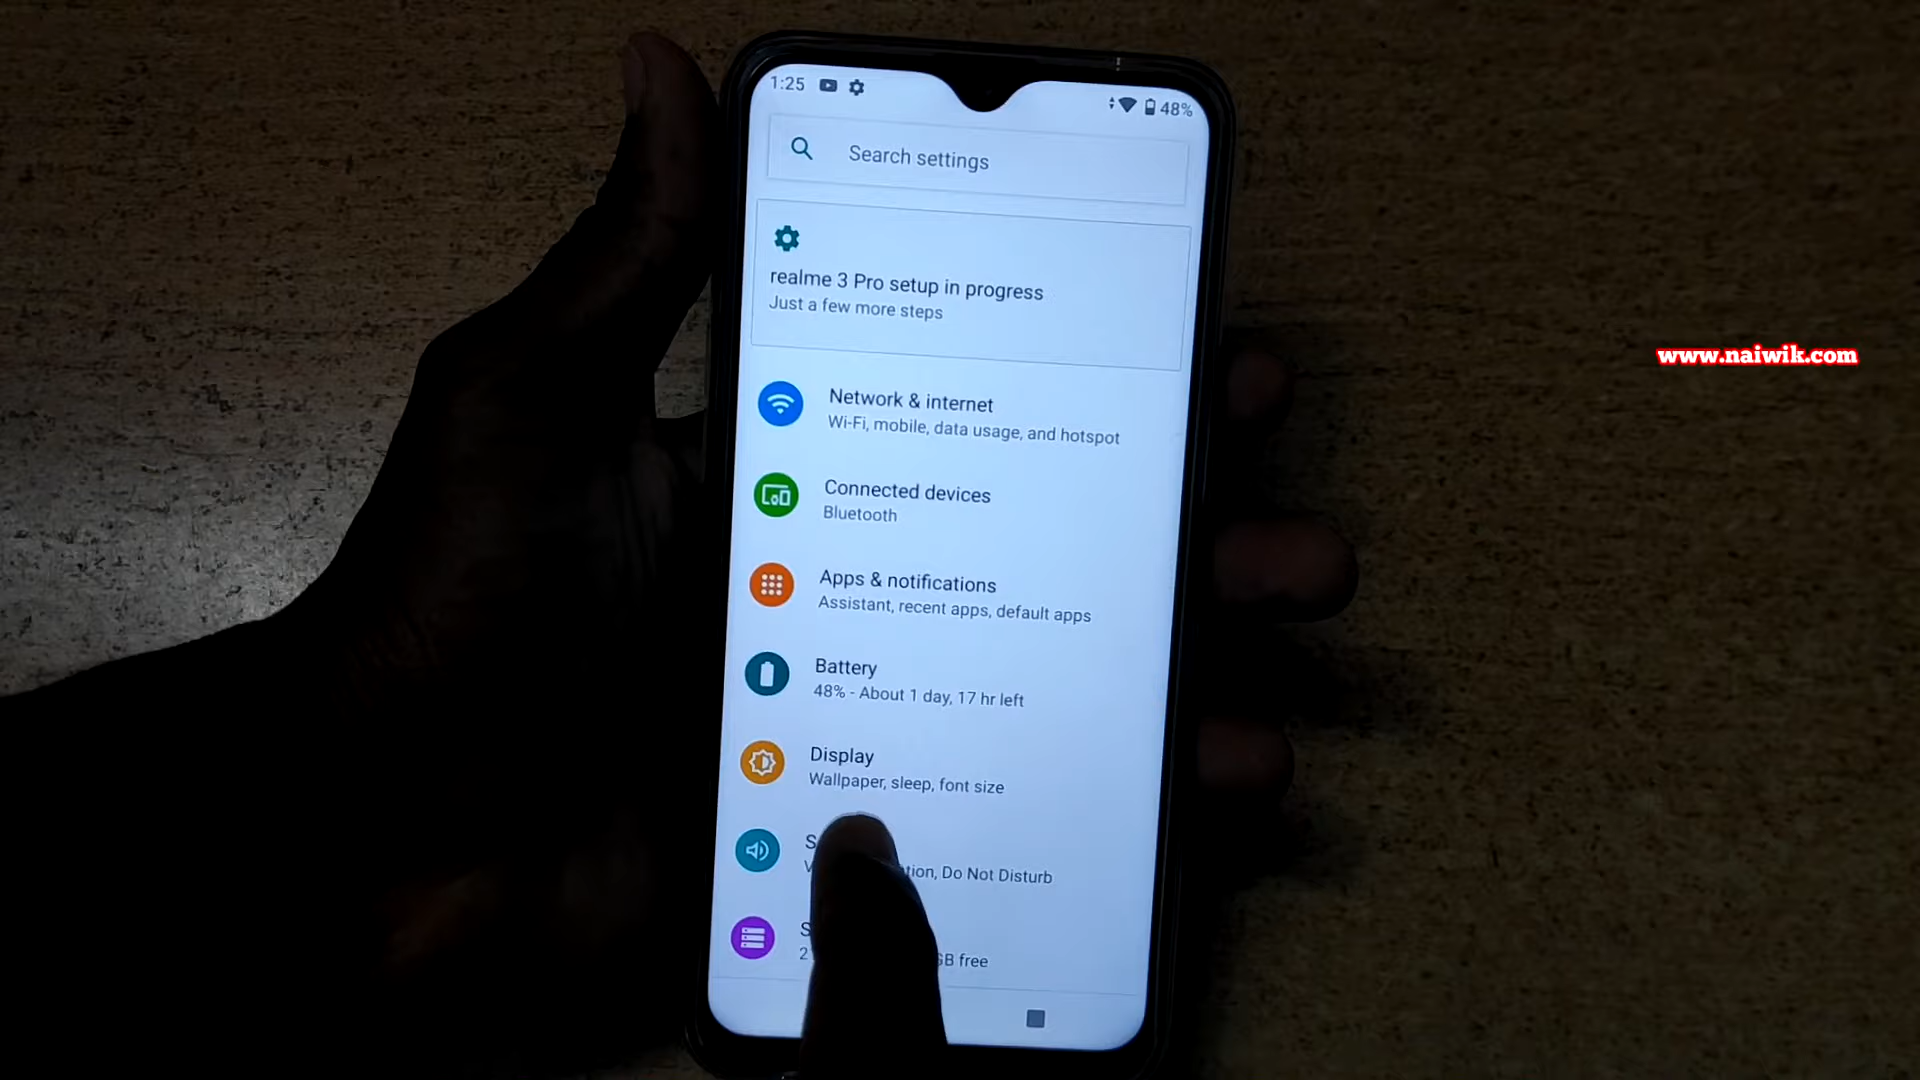 1:25
48%
Search settings
realme 3 Pro setup in progress
Just a few more steps
www.naiwik.com
Network & internet
Wi-Fi, mobile, data usage, and hotspot
Connected devices
Bluetooth
Apps & notifications
Assistant, recent apps, default apps
Battery
48% - About 1 day, 17 hr left
Display
Wallpaper, sleep, font size
Do Not Disturb
free